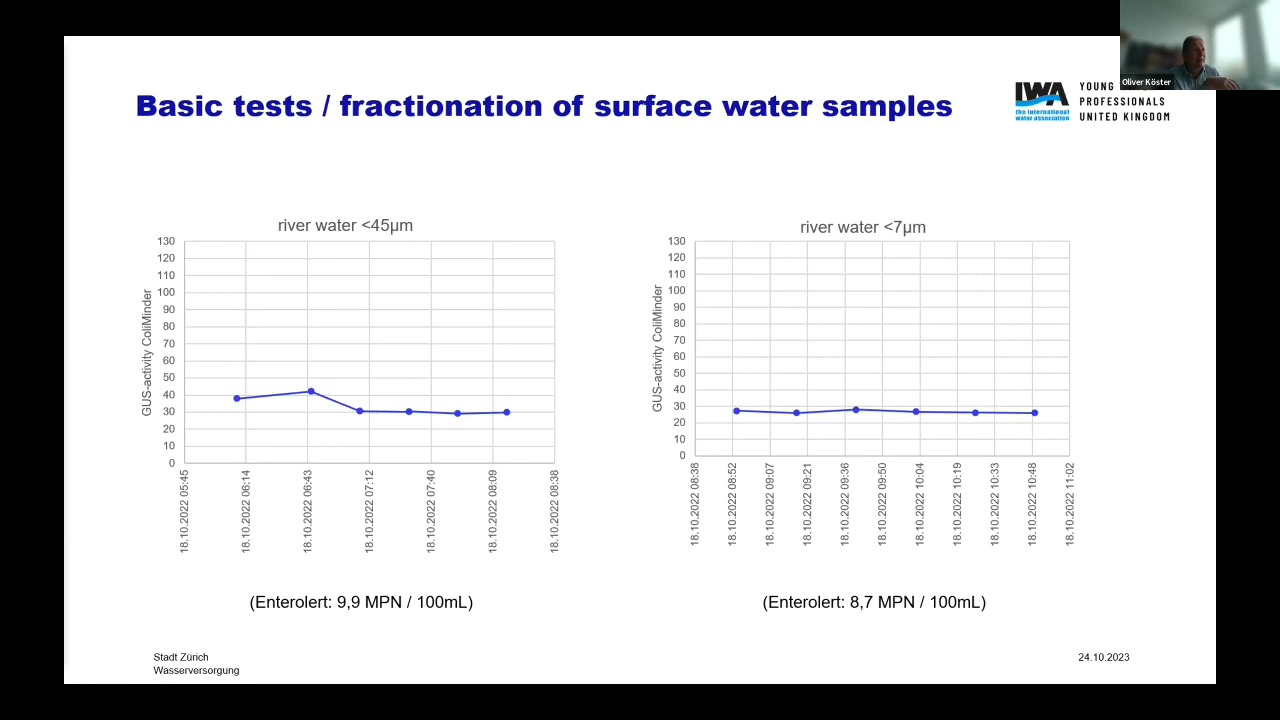 Oliver Köster
Basic tests / fractionation of surface water samples
IWA
the international
water association
YOUNG
PROFESSIONALS
UNITED KINGDOM
river water <45µm
130
120
110
100
90
80
70
60
50
40
30
20
10
0
GUS-activity ColiMinder
18.10.2022 05:45
18.10.2022 06:14
18.10.2022 06:43
18.10.2022 07:12
18.10.2022 07:40
18.10.2022 08:09
18.10.2022 08:38
(Enterolert: 9,9 MPN / 100mL)
river water <7µm
130
120
110
100
90
80
70
60
50
40
30
20
10
0
GUS-activity ColiMinder
18.10.2022 08:38
18.10.2022 08:52
18.10.2022 09:07
18.10.2022 09:21
18.10.2022 09:36
18.10.2022 09:50
18.10.2022 10:04
18.10.2022 10:19
18.10.2022 10:33
18.10.2022 10:48
18.10.2022 11:02
(Enterolert: 8,7 MPN / 100mL)
Stadt Zürich
Wasserversorgung
24.10.2023